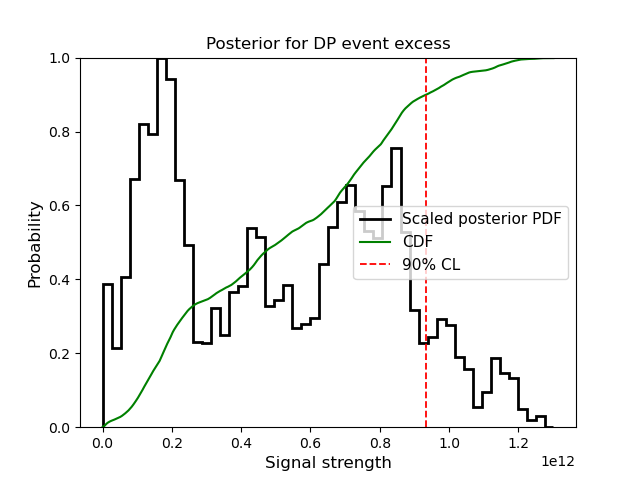 Posterior for DP event excess
Probability
1.0
0.8
0.6
0.4
0.2
0.0
Scaled posterior PDF
CDF
90% CL
0.0 0.2 0.4 0.6 0.8 1.0 1.2
1e12
Signal strength